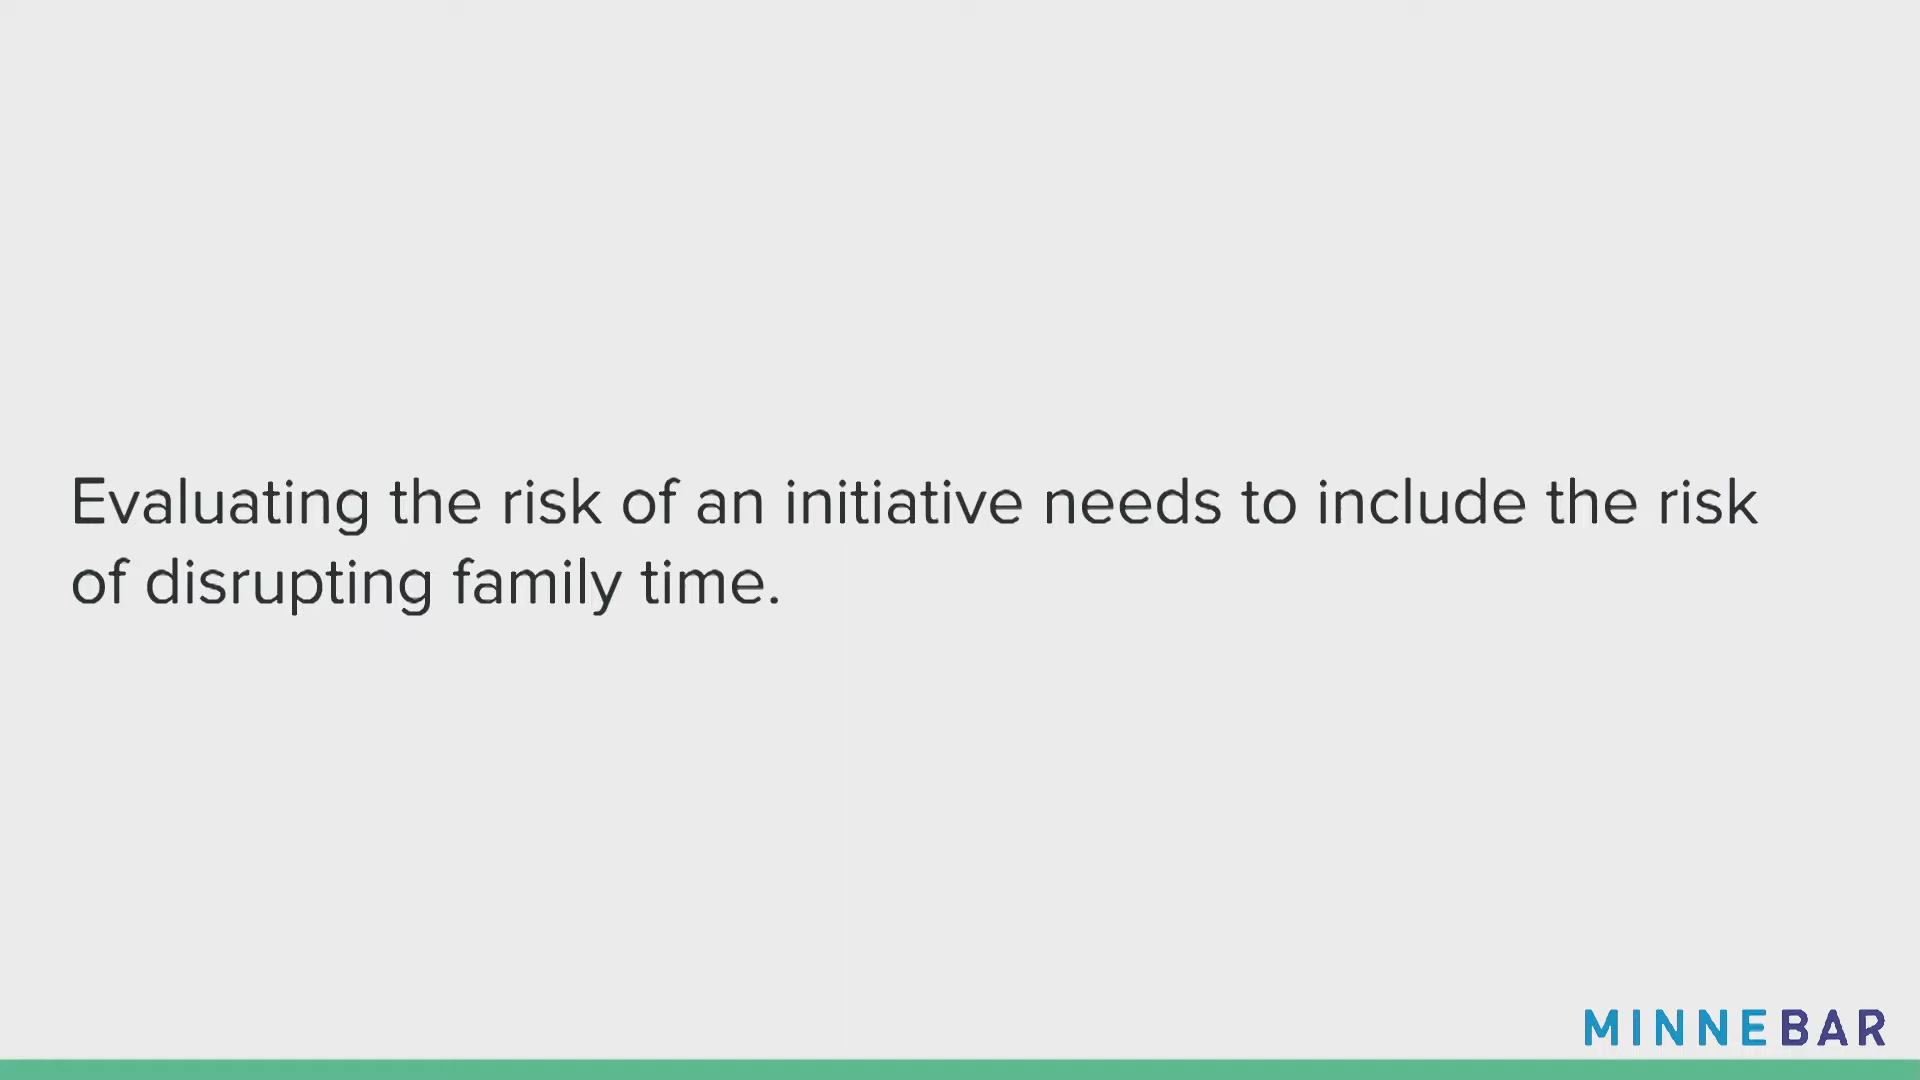 Evaluating the risk of an initiative needs to include the risk
of disrupting family time.
MINNEBAR